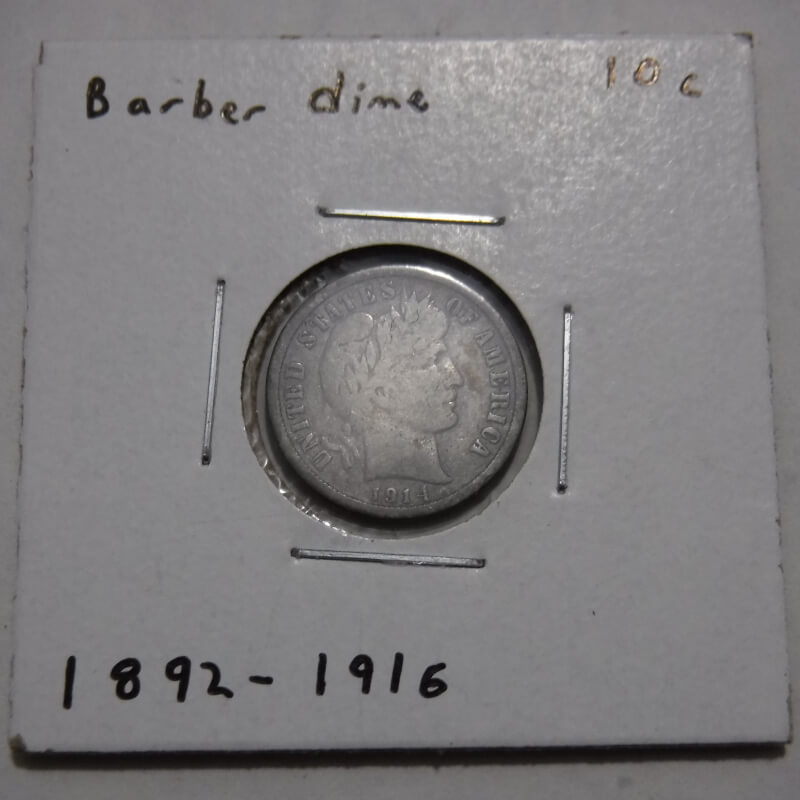 Barber dime 10c
UNITED STATES OF AMERICA
1914
1892-1916